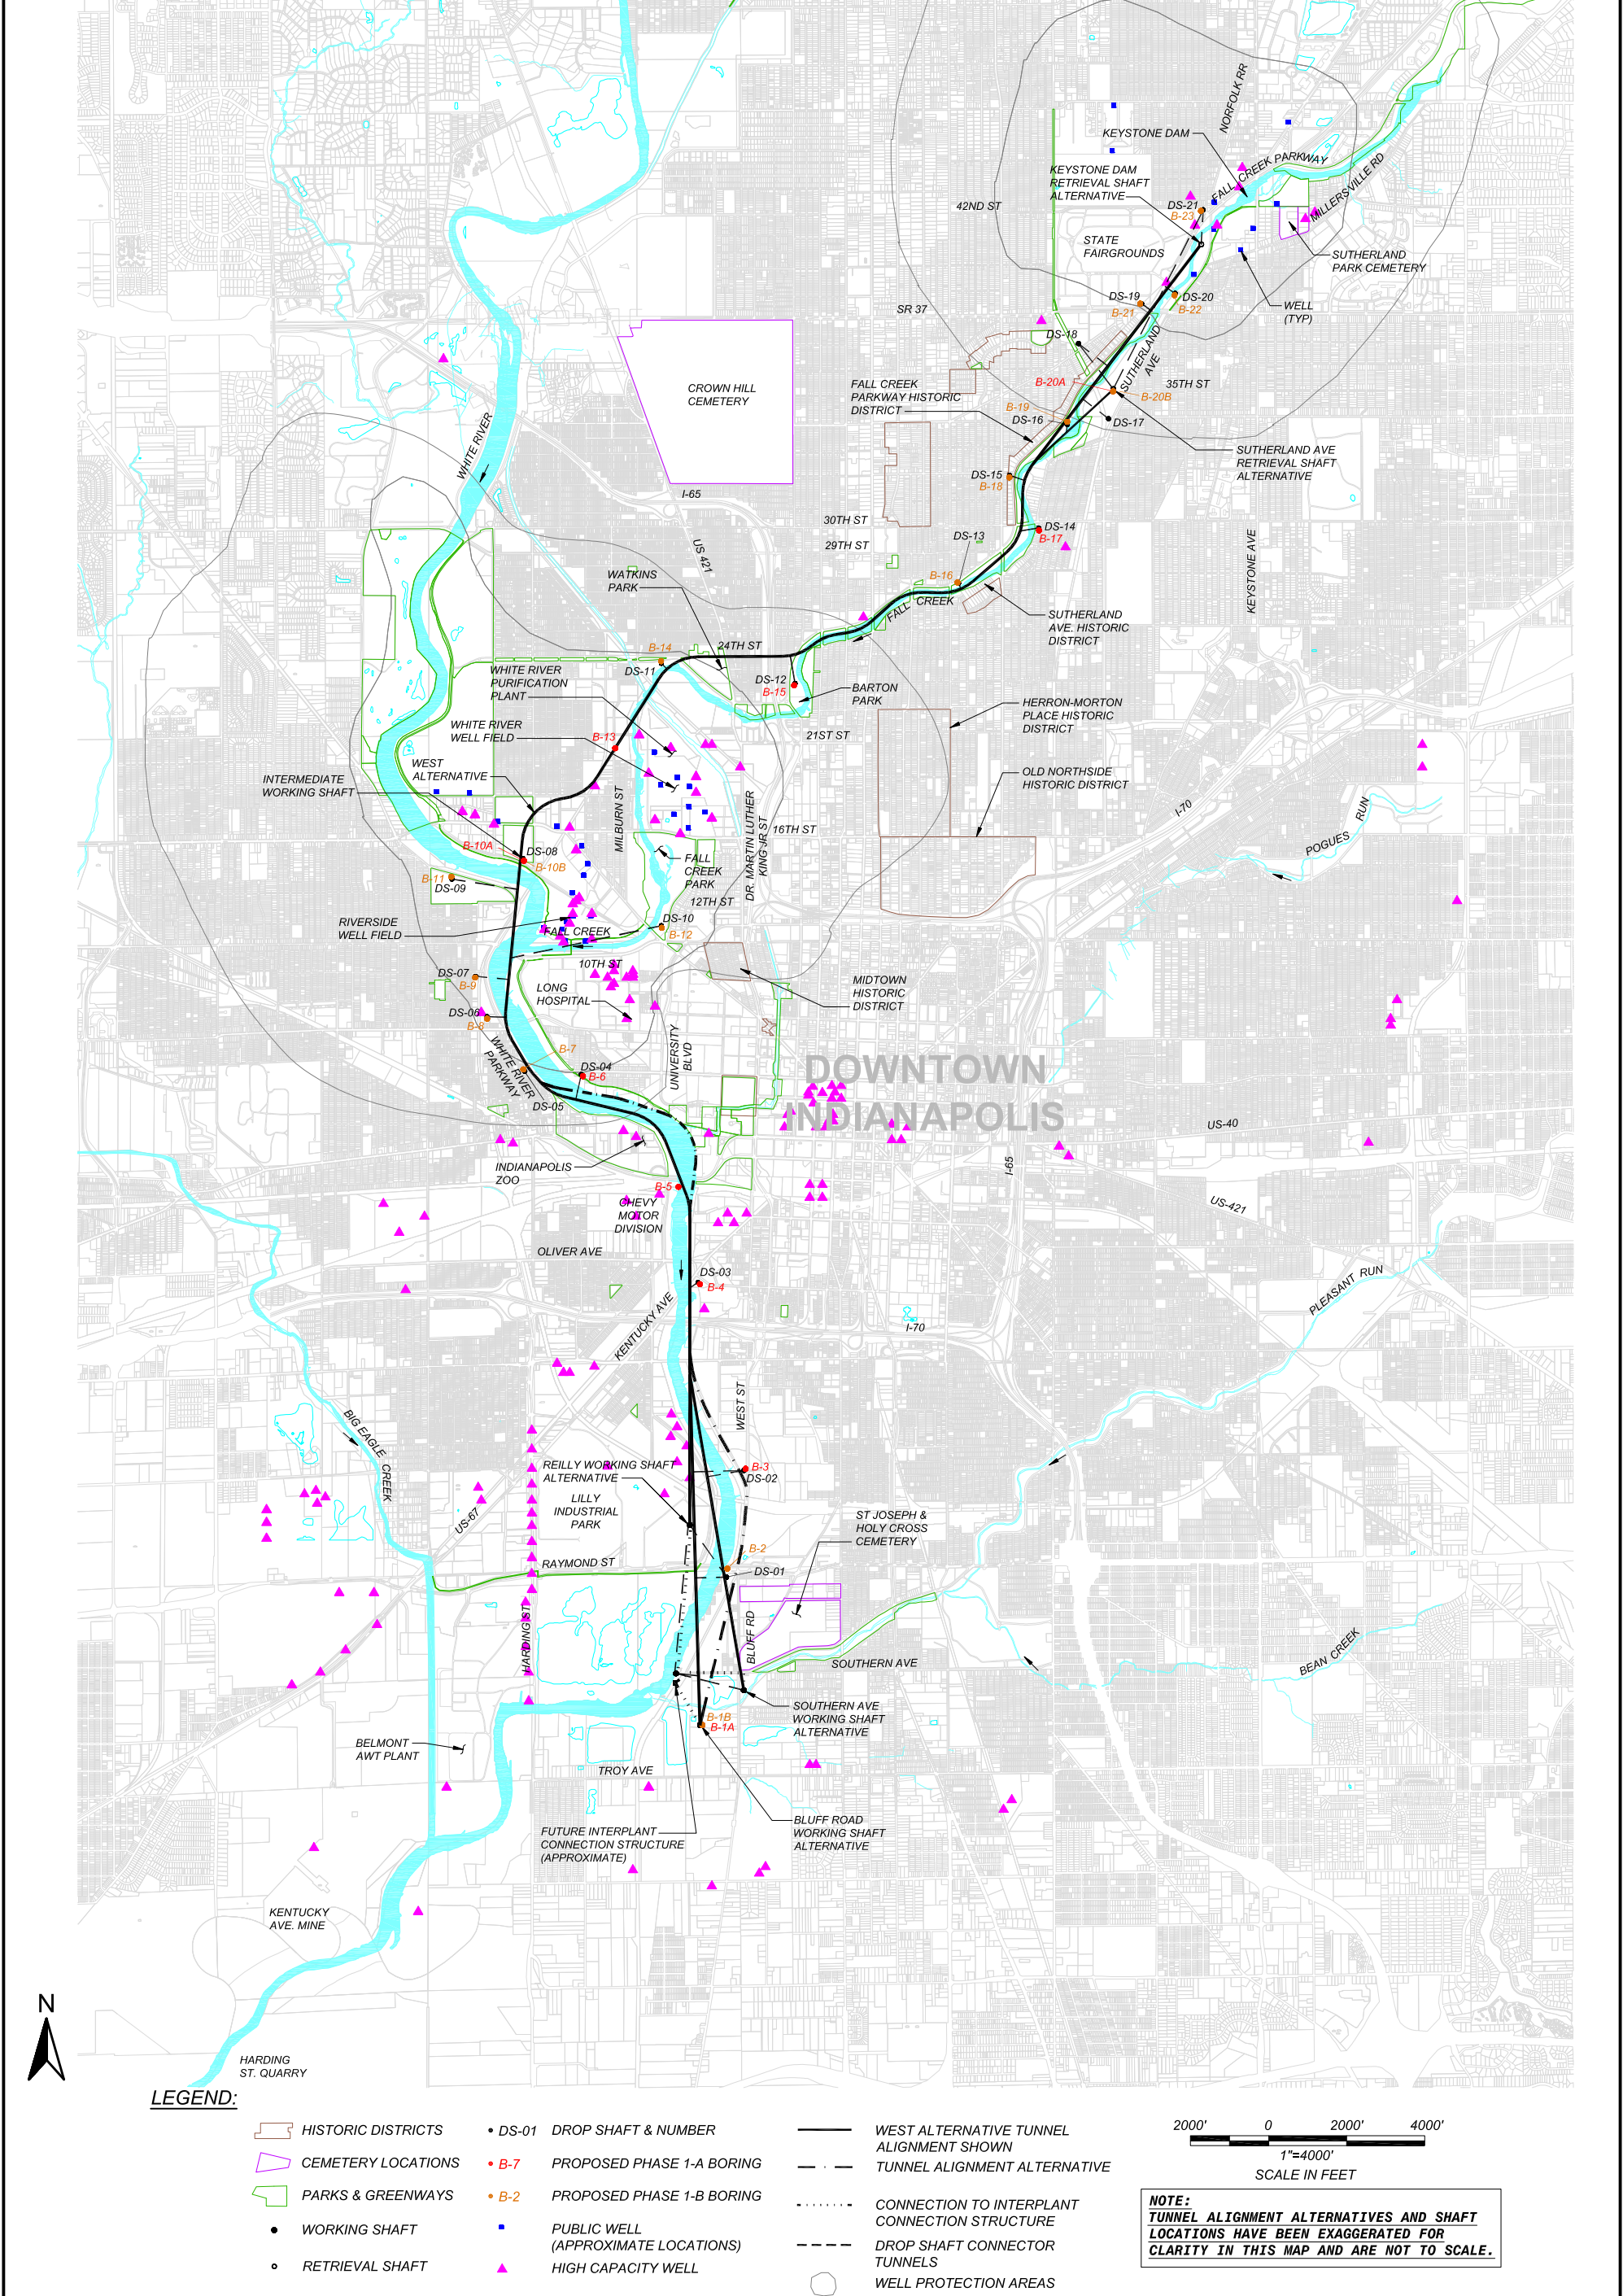 NORFOLK RR
KEYSTONE DAM
FALL CREEK PARKWAY
MILLERSVILLE RD
KEYSTONE DAM
RETRIEVAL SHAFT
ALTERNATIVE
42ND ST
DS-21
B-23
STATE
FAIRGROUNDS
SUTHERLAND
PARK CEMETERY
DS-19
DS-20
B-21
B-22
WELL
(TYP)
SR 37
DS-18
SUTHERLAND
AVE
CROWN HILL
CEMETERY
FALL CREEK
PARKWAY HISTORIC
DISTRICT
B-20A
35TH ST
B-20B
B-19
DS-16
DS-17
WHITE RIVER
SUTHERLAND AVE
RETRIEVAL SHAFT
ALTERNATIVE
DS-15
B-18
I-65
30TH ST
DS-14
B-17
29TH ST
DS-13
US 421
KEYSTONE AVE
WATKINS
PARK
B-16
FALL CREEK
SUTHERLAND
AVE. HISTORIC
DISTRICT
24TH ST
B-14
DS-11
WHITE RIVER
PURIFICATION
PLANT
DS-12
B-15
BARTON
PARK
HERRON-MORTON
PLACE HISTORIC
DISTRICT
WHITE RIVER
WELL FIELD
B-13
21ST ST
WEST
ALTERNATIVE
INTERMEDIATE
WORKING SHAFT
OLD NORTHSIDE
HISTORIC DISTRICT
MILBURN ST
DR. MARTIN LUTHER
KING JR ST
I-70
POGUES RUN
16TH ST
B-10A
DS-08
B-10B
FALL
CREEK
PARK
B-11
DS-09
12TH ST
RIVERSIDE
WELL FIELD
DS-10
B-12
FALL CREEK
10TH ST
DS-07
B-9
LONG
HOSPITAL
MIDTOWN
HISTORIC
DISTRICT
DS-06
B-8
WHITE RIVER
PARKWAY
B-7
UNIVERSITY
BLVD
DS-04
B-6
DS-05
DOWNTOWN
INDIANAPOLIS
US-40
INDIANAPOLIS
ZOO
I-65
B-5
CHEVY
MOTOR
DIVISION
US-421
OLIVER AVE
DS-03
B-4
PLEASANT RUN
KENTUCKY AVE
I-70
WEST ST
BIG EAGLE CREEK
REILLY WORKING SHAFT
ALTERNATIVE
B-3
DS-02
LILLY
INDUSTRIAL
PARK
US-67
ST JOSEPH &
HOLY CROSS
CEMETERY
RAYMOND ST
B-2
DS-01
HARDING ST
BLUFF RD
BEAN CREEK
SOUTHERN AVE
SOUTHERN AVE
WORKING SHAFT
ALTERNATIVE
B-1B
B-1A
BELMONT
AWT PLANT
TROY AVE
FUTURE INTERPLANT
CONNECTION STRUCTURE
(APPROXIMATE)
BLUFF ROAD
WORKING SHAFT
ALTERNATIVE
KENTUCKY
AVE. MINE
N
HARDING
ST. QUARRY
LEGEND:
HISTORIC DISTRICTS
CEMETERY LOCATIONS
PARKS & GREENWAYS
WORKING SHAFT
RETRIEVAL SHAFT
DS-01 DROP SHAFT & NUMBER
B-7 PROPOSED PHASE 1-A BORING
B-2 PROPOSED PHASE 1-B BORING
PUBLIC WELL
(APPROXIMATE LOCATIONS)
HIGH CAPACITY WELL
WEST ALTERNATIVE TUNNEL
ALIGNMENT SHOWN
TUNNEL ALIGNMENT ALTERNATIVE
CONNECTION TO INTERPLANT
CONNECTION STRUCTURE
DROP SHAFT CONNECTOR
TUNNELS
WELL PROTECTION AREAS
2000' 0 2000' 4000'
1"=4000'
SCALE IN FEET
NOTE:
TUNNEL ALIGNMENT ALTERNATIVES AND SHAFT
LOCATIONS HAVE BEEN EXAGGERATED FOR
CLARITY IN THIS MAP AND ARE NOT TO SCALE.